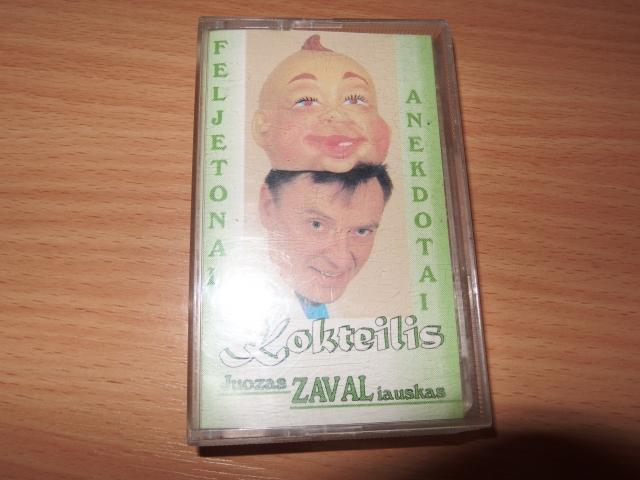 FELJETONAI
ANEKDOTAI
Kokteilis
Juozas ZAVALiauskas